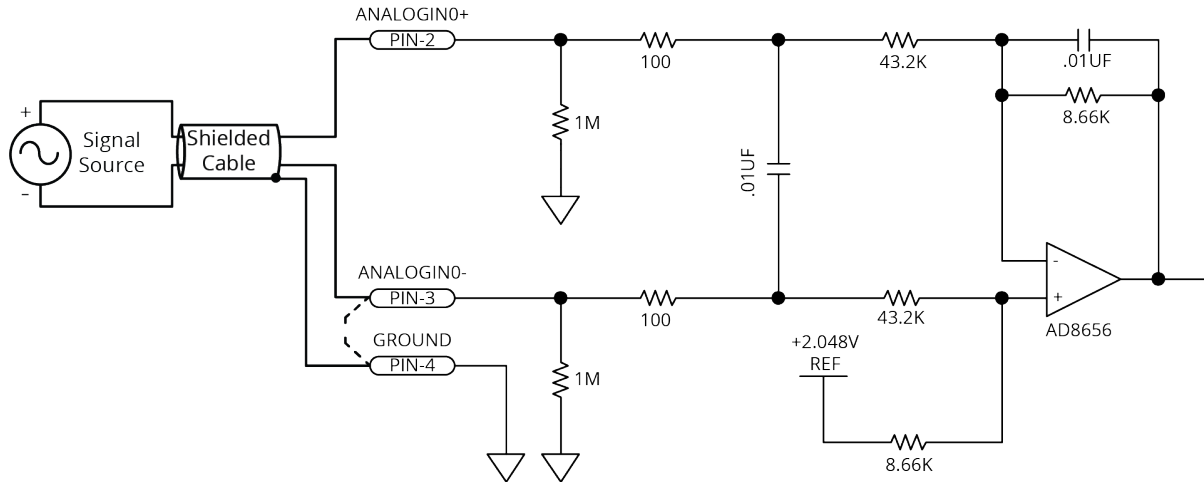 ANALOGIN0+
PIN-2
100
43.2K
.01UF
8.66K
1M
+
Signal
Source
-
Shielded
Cable
.01UF
ANALOGIN0-
PIN-3
100
43.2K
-
+
AD8656
GROUND
PIN-4
1M
+2.048V
REF
8.66K